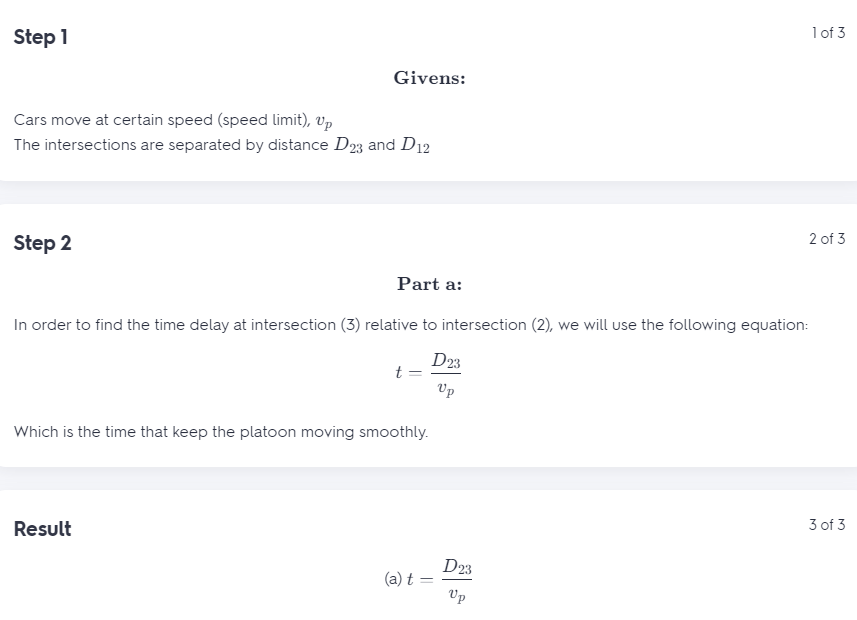 Step 1
1 of 3
Givens:
Cars move at certain speed (speed limit), v_p
The intersections are separated by distance D_23 and D_12
Step 2
2 of 3
Part a:
In order to find the time delay at intersection (3) relative to intersection (2), we will use the following equation:
t = D_23 / v_p
Which is the time that keep the platoon moving smoothly.
Result
3 of 3
(a) t = D_23 / v_p